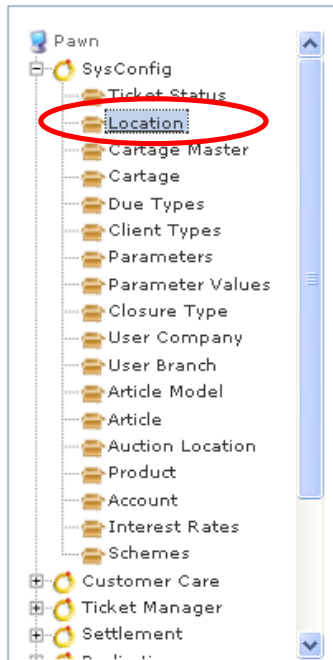 Pawn
SysConfig
Ticket Status
Location
Cartage Master
Cartage
Due Types
Client Types
Parameters
Parameter Values
Closure Type
User Company
User Branch
Article Model
Article
Auction Location
Product
Account
Interest Rates
Schemes
Customer Care
Ticket Manager
Settlement